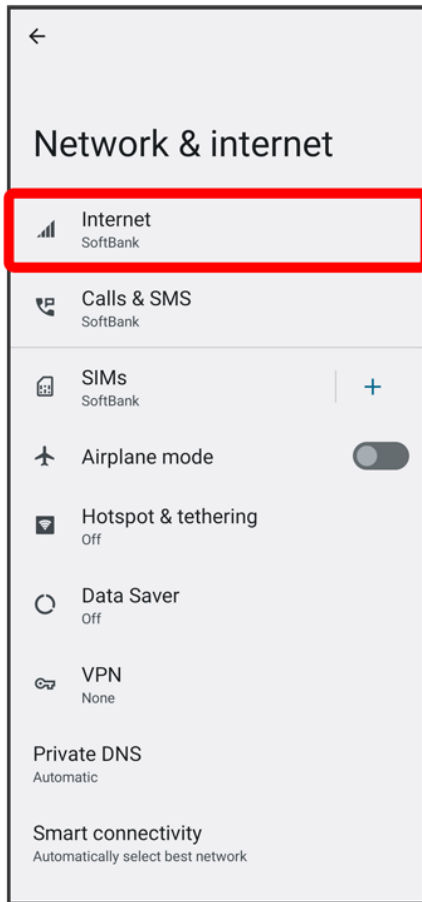 Network & internet
Internet
SoftBank
Calls & SMS
SoftBank
SIMs
SoftBank
Airplane mode
Hotspot & tethering
Off
Data Saver
Off
VPN
None
Private DNS
Automatic
Smart connectivity
Automatically select best network